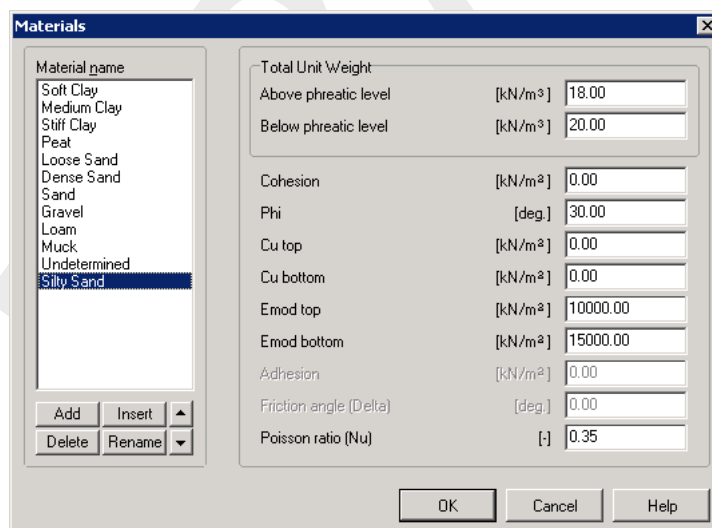 Materials
Material name
Soft Clay
Medium Clay
Stiff Clay
Peat
Loose Sand
Dense Sand
Sand
Gravel
Loam
Muck
Undetermined
Silty Sand
Add Insert
Delete Rename
Total Unit Weight
Above phreatic level [kN/m³] 18.00
Below phreatic level [kN/m³] 20.00
Cohesion [kN/m²] 0.00
Phi [deg.] 30.00
Cu top [kN/m²] 0.00
Cu bottom [kN/m²] 0.00
Emod top [kN/m²] 10000.00
Emod bottom [kN/m²] 15000.00
Adhesion [kN/m²] 0.00
Friction angle (Delta) [deg.] 0.00
Poisson ratio (Nu) [-] 0.35
OK Cancel Help